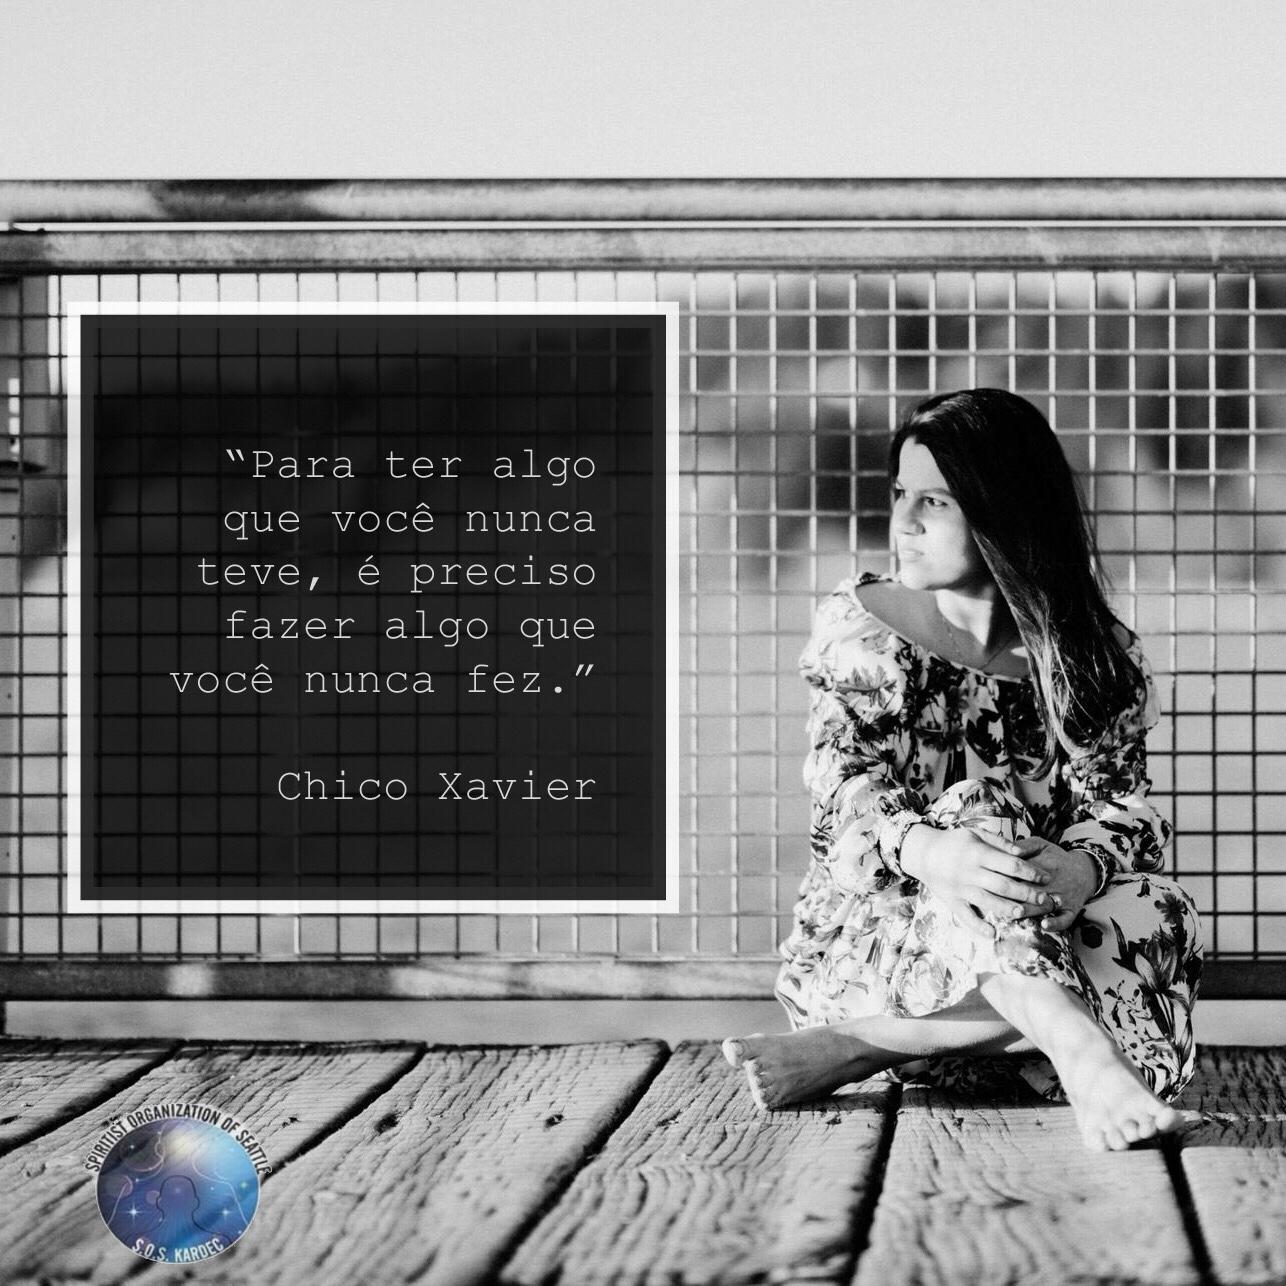 “Para ter algo
que você nunca
teve, é preciso
fazer algo que
você nunca fez.”
Chico Xavier
SPIRITIST ORGANIZATION OF SEATTLE
S.O.S. KARDEC